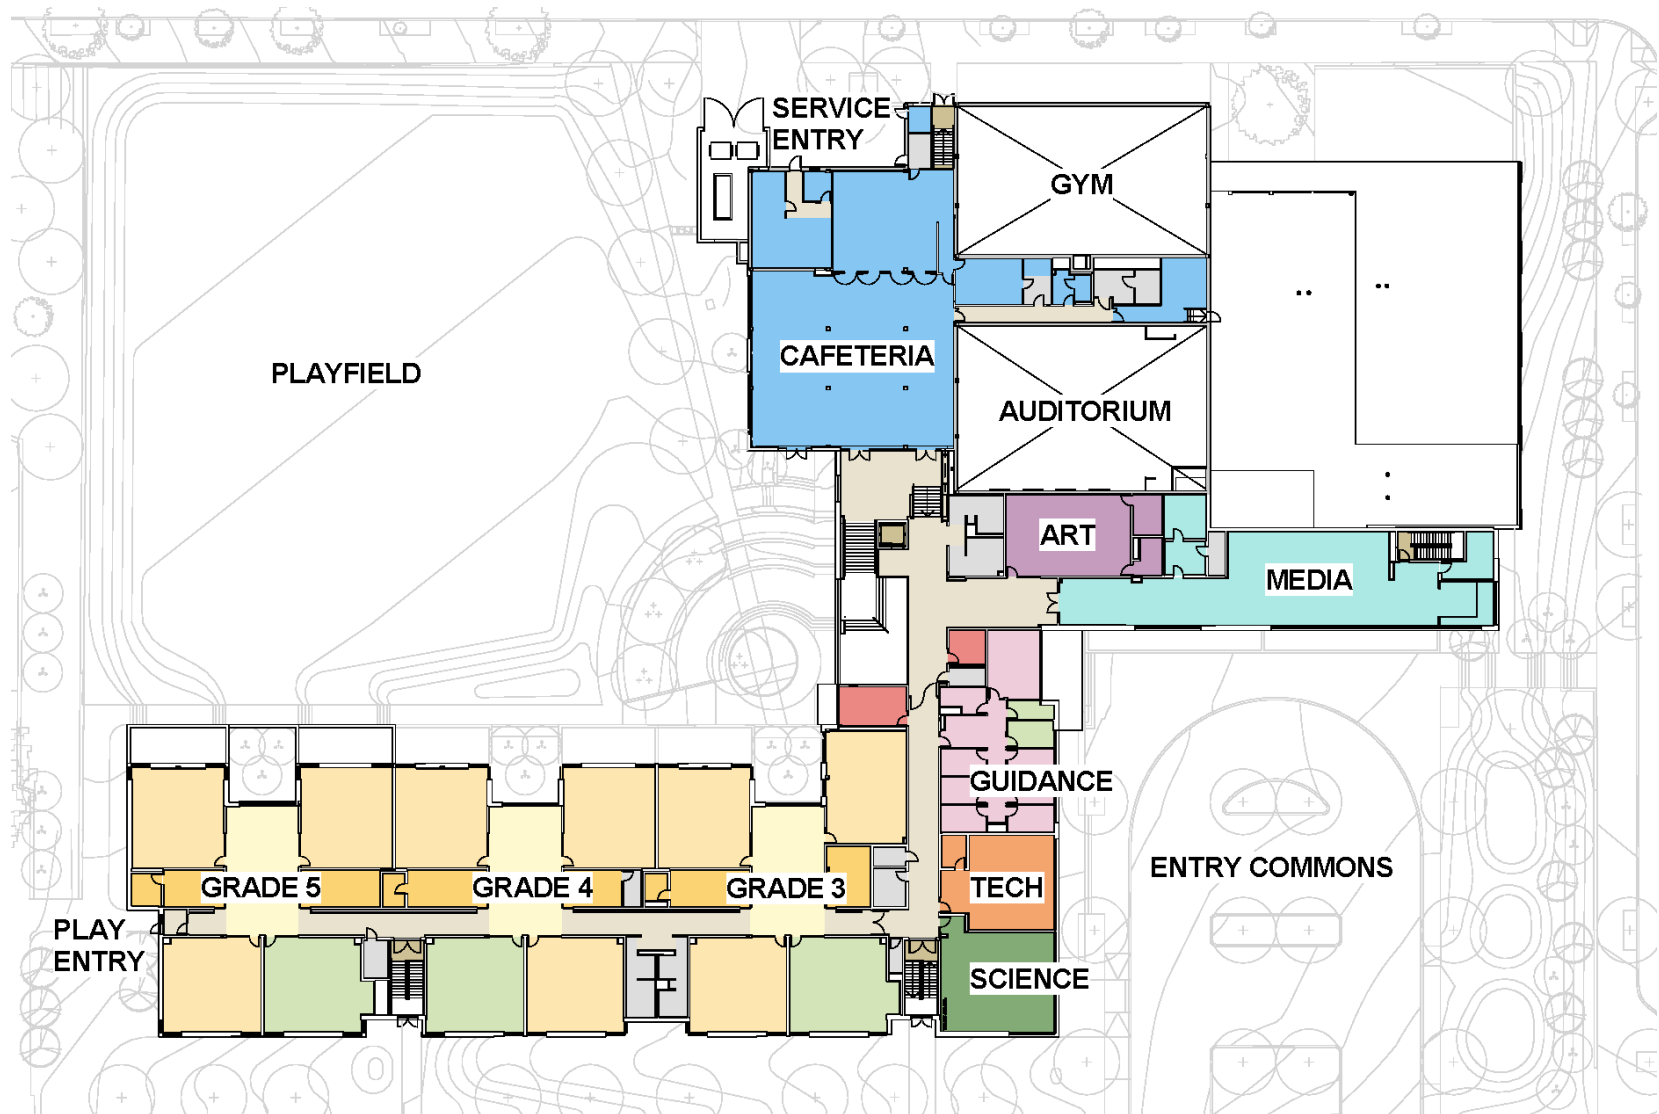 SERVICE
ENTRY
GYM
CAFETERIA
PLAYFIELD
AUDITORIUM
ART
MEDIA
GUIDANCE
ENTRY COMMONS
GRADE 5
GRADE 4
GRADE 3
TECH
PLAY
ENTRY
SCIENCE